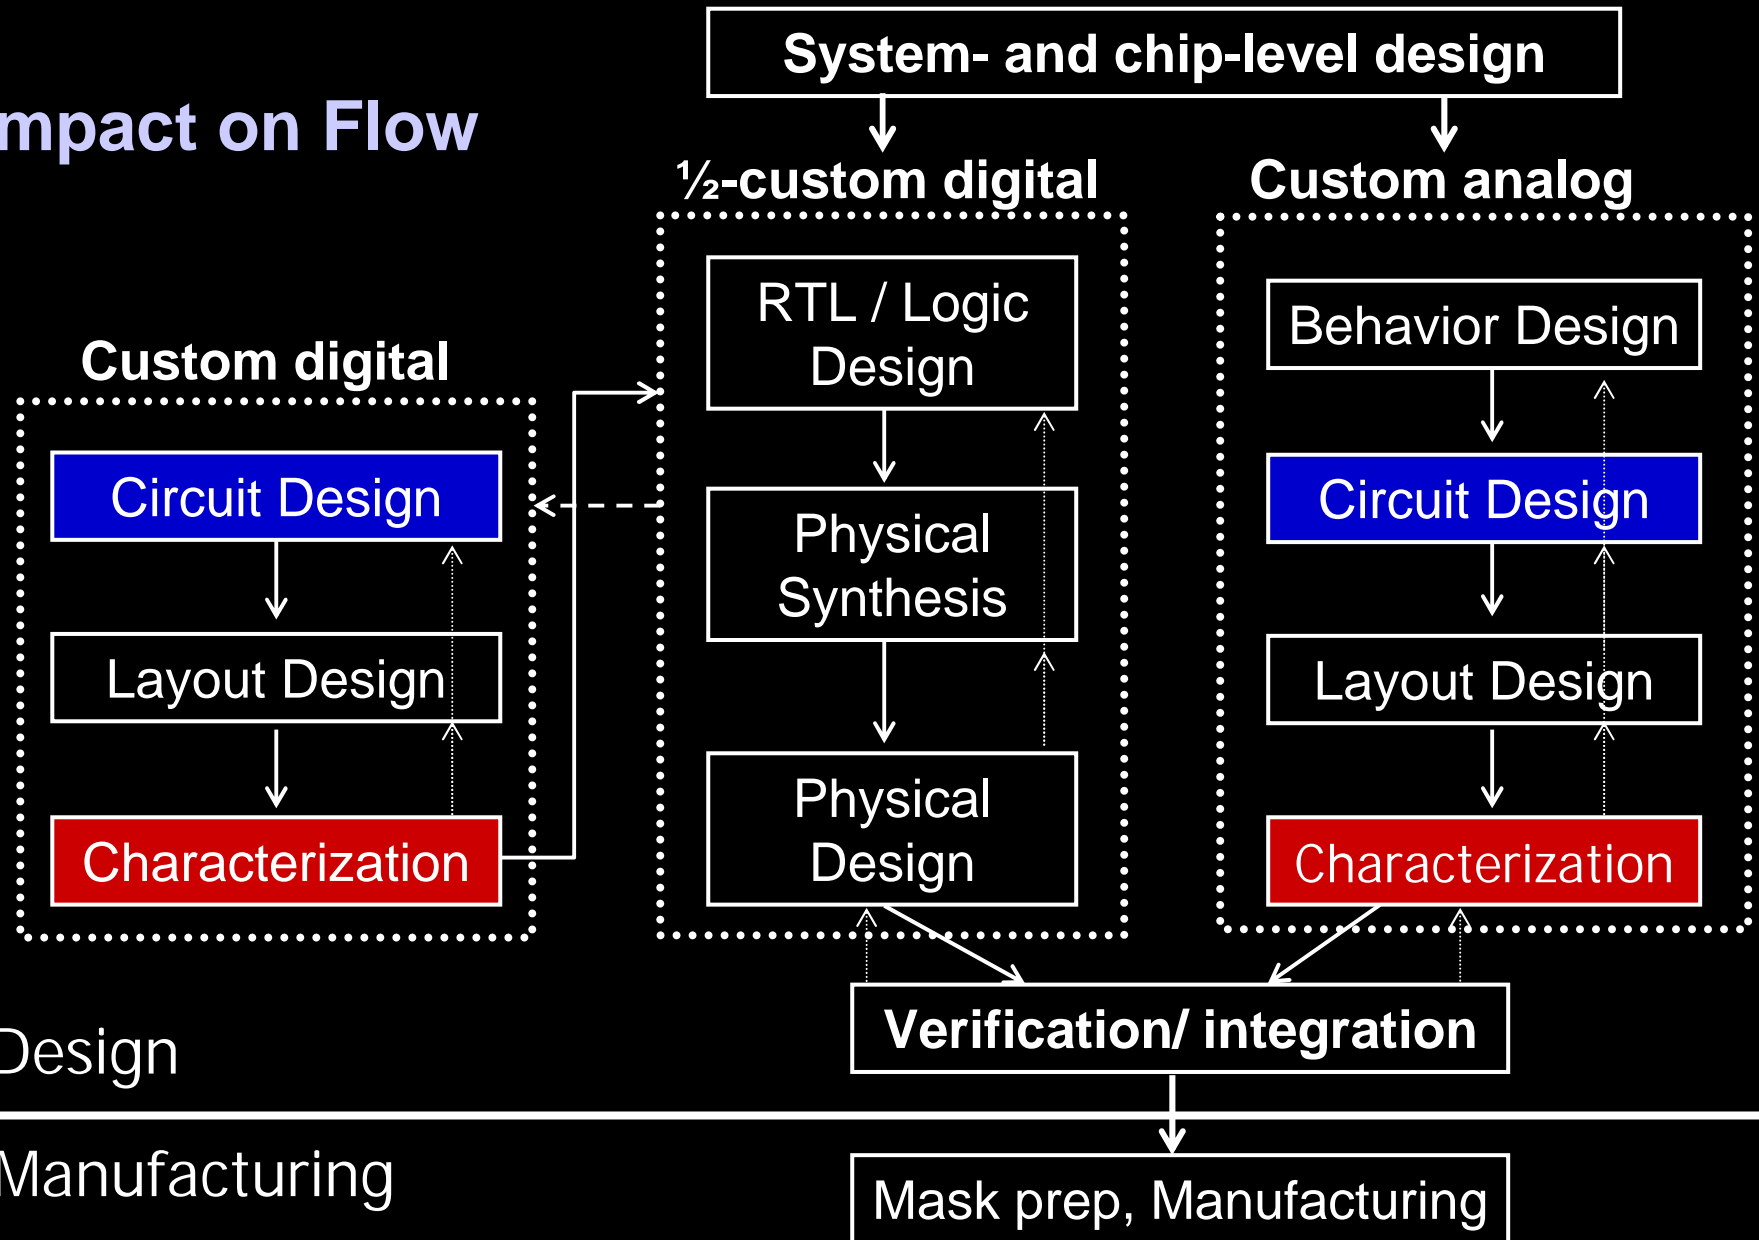 System- and chip-level design
mpact on Flow
½-custom digital
Custom analog
RTL / Logic
Design
Behavior Design
Custom digital
Circuit Design
Physical
Synthesis
Circuit Design
Layout Design
Layout Design
Physical
Design
Characterization
Characterization
Verification/ integration
Design
Manufacturing
Mask prep, Manufacturing